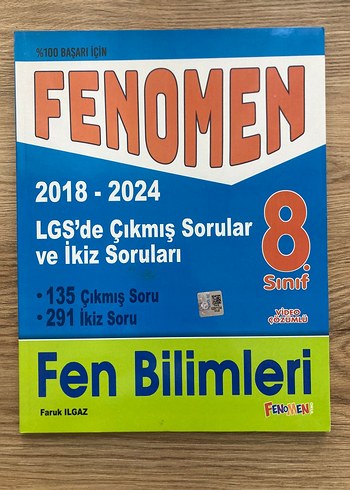 %100 BAŞARI İÇİN
FENOMEN
2018 - 2024
LGS'de Çıkmış Sorular
ve İkiz Soruları
• 135 Çıkmış Soru
• 291 İkiz Soru
8.
Sınıf
VİDEO
ÇÖZÜMLÜ
Fen Bilimleri
Faruk ILGAZ
FENOMEN